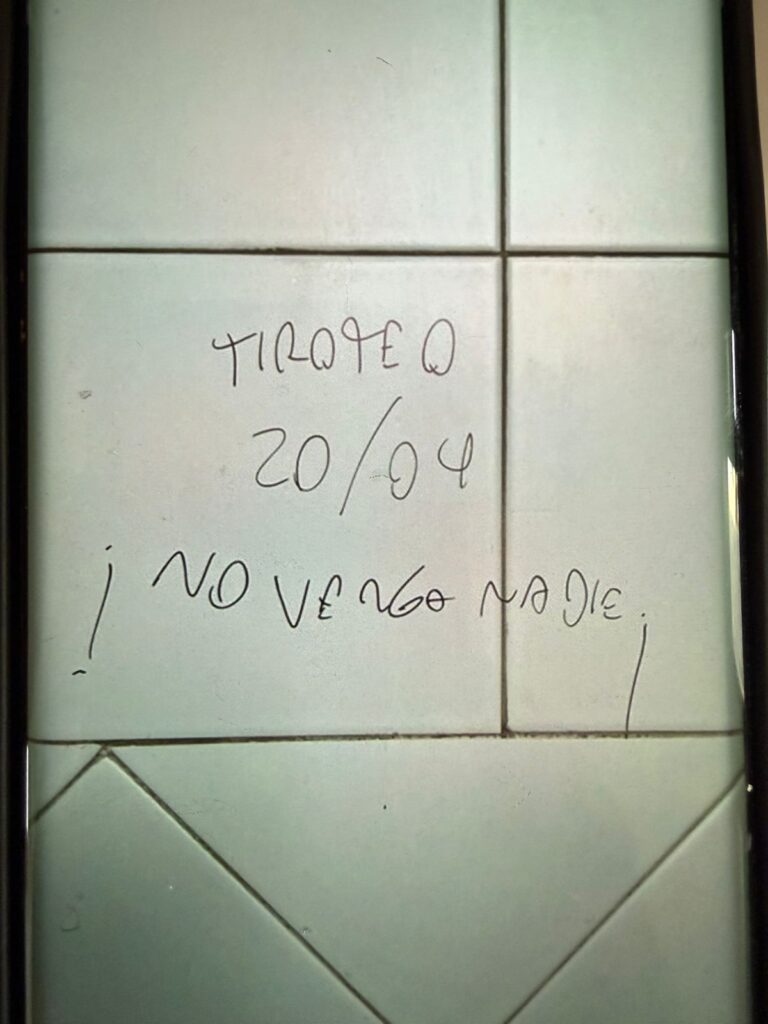 TIROTEO
20/04
¡NO VENGA NADIE!